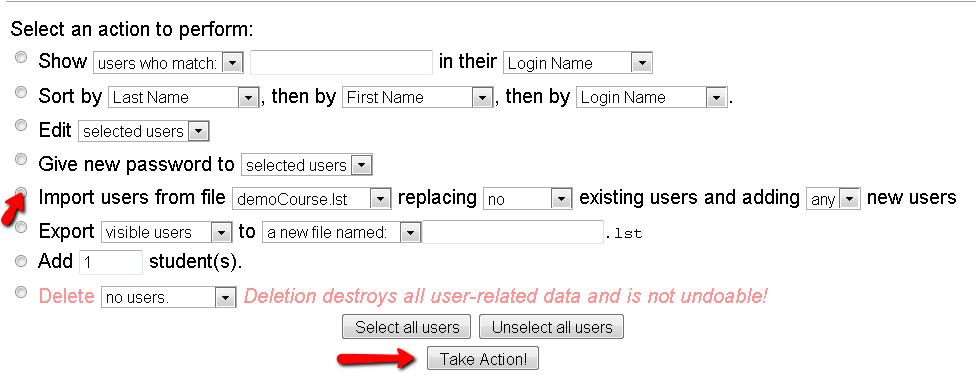 Select an action to perform:
Show users who match: in their Login Name
Sort by Last Name , then by First Name , then by Login Name .
Edit selected users
Give new password to selected users
Import users from file demoCourse.lst replacing no existing users and adding any new users
Export visible users to a new file named: .lst
Add 1 student(s).
Delete no users. Deletion destroys all user-related data and is not undoable!
Select all users Unselect all users
Take Action!